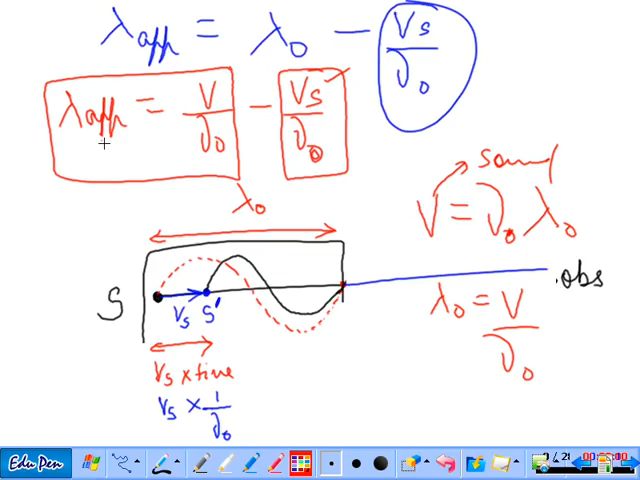 λapp = λ₀ − Vs/ν₀
λapp = V/ν₀ − Vs/ν₀
λ₀
V = ν₀ λ₀
S
Vs S'
.obs
λ₀ = V/ν₀
Vs × time
Vs × 1/ν₀
Edu Pen